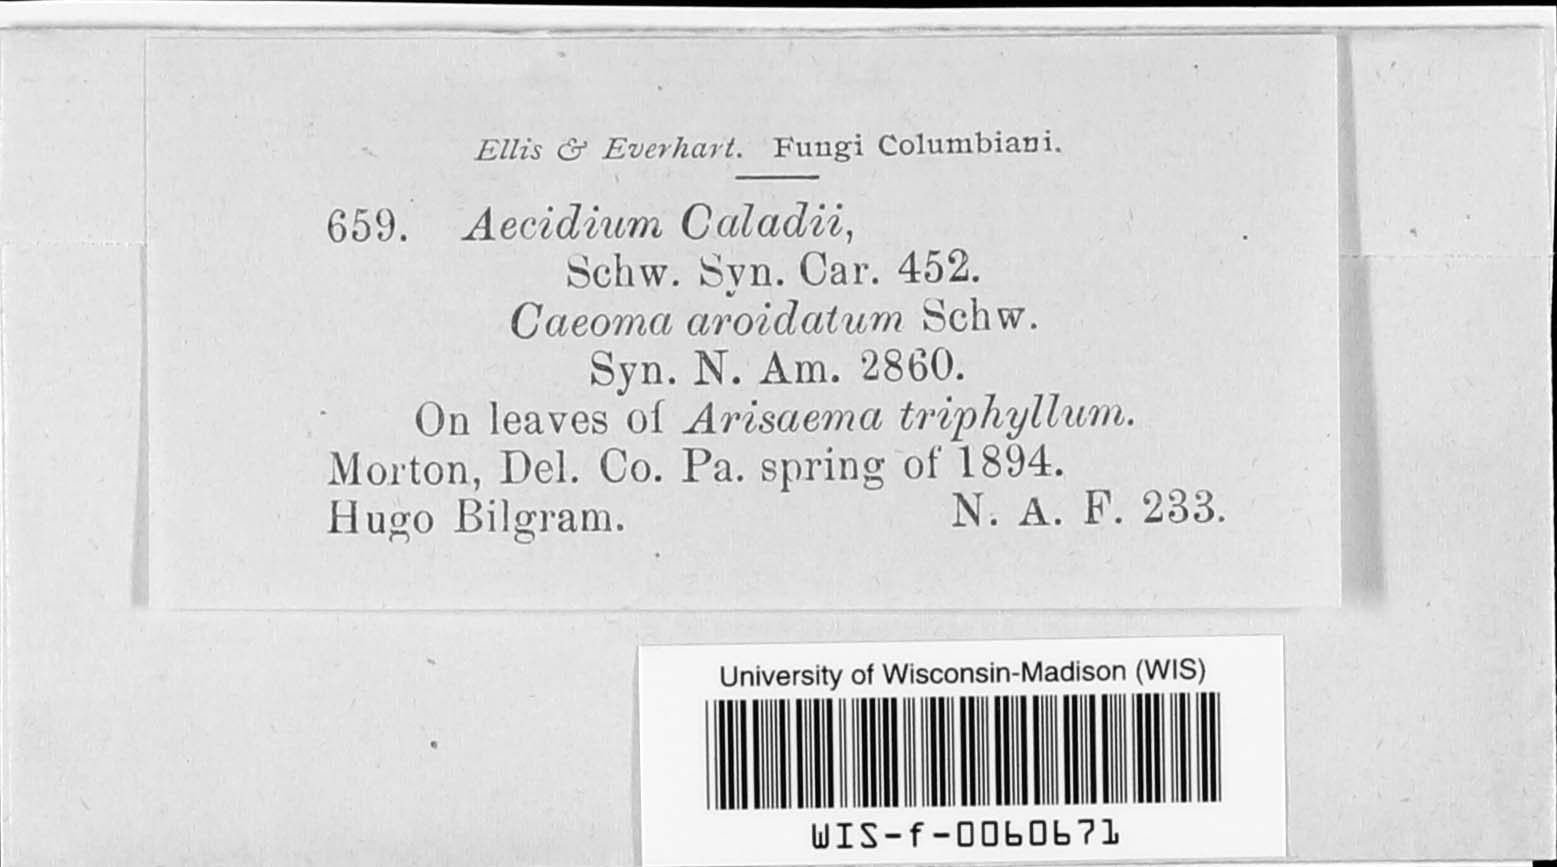 Ellis & Everhart. Fungi Columbiani.
659. Aecidium Caladii,
Schw. Syn. Car. 452.
Caeoma aroidatum Schw.
Syn. N. Am. 2860.
On leaves of Arisaema triphyllum.
Morton, Del. Co. Pa. spring of 1894.
Hugo Bilgram. N. A. F. 233.
University of Wisconsin-Madison (WIS)
WIS-f-0060671